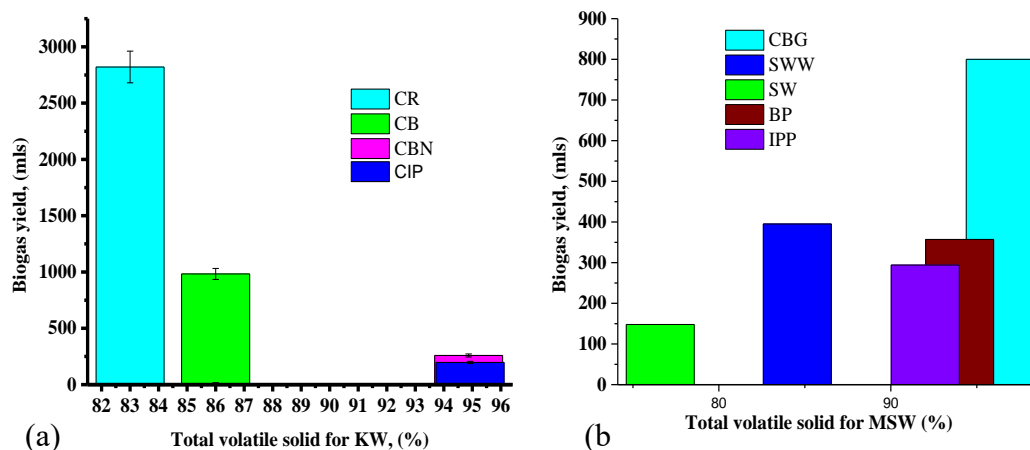 3000
2500
2000
1500
1000
500
0
Biogas yield, (mls)
CR
CB
CBN
CIP
82 83 84 85 86 87 88 89 90 91 92 93 94 95 96
Total volatile solid for KW, (%)
(a)
900
800
700
600
500
400
300
200
100
0
Biogas yield, (mls)
CBG
SWW
SW
BP
IPP
80 90
Total volatile solid for MSW (%)
(b